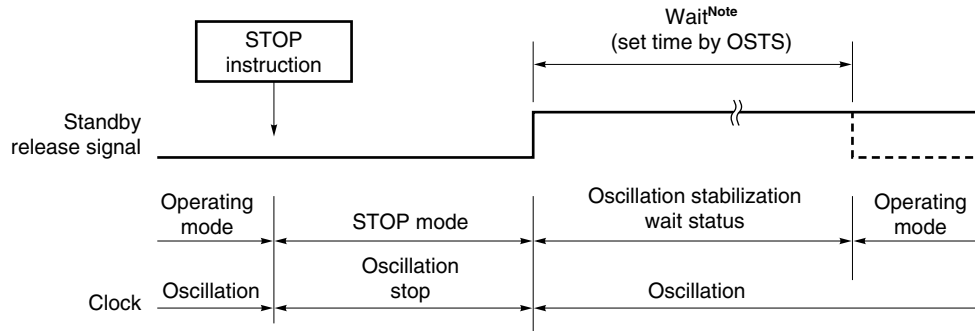 Wait Note
(set time by OSTS)
STOP
instruction
Standby
release signal
Operating
mode
STOP mode
Oscillation stabilization
wait status
Operating
mode
Clock
Oscillation
Oscillation
stop
Oscillation